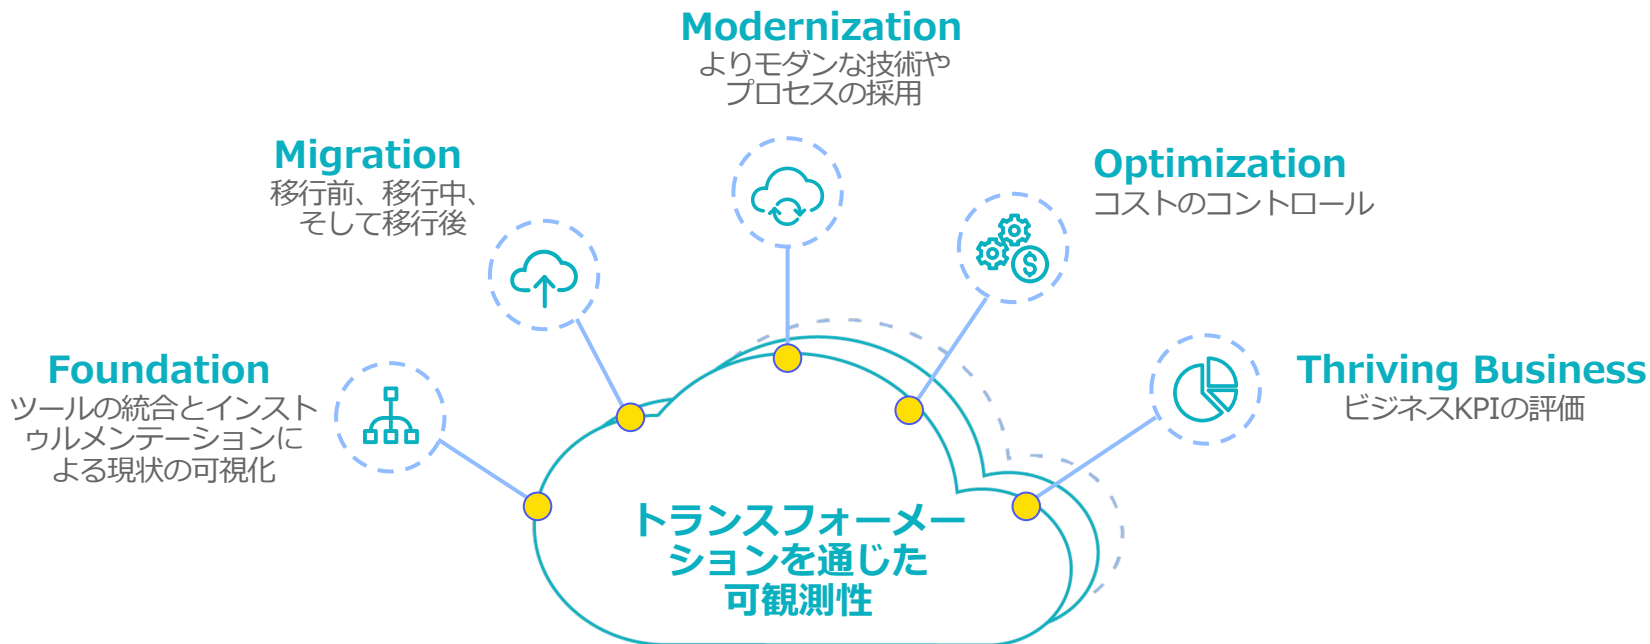 Modernization
よりモダンな技術や
プロセスの採用
Migration
移行前、移行中、
そして移行後
Optimization
コストのコントロール
Foundation
ツールの統合とインスト
ゥルメンテーションに
よる現状の可視化
Thriving Business
ビジネスKPIの評価
トランスフォーメー
ションを通じた
可観測性
$